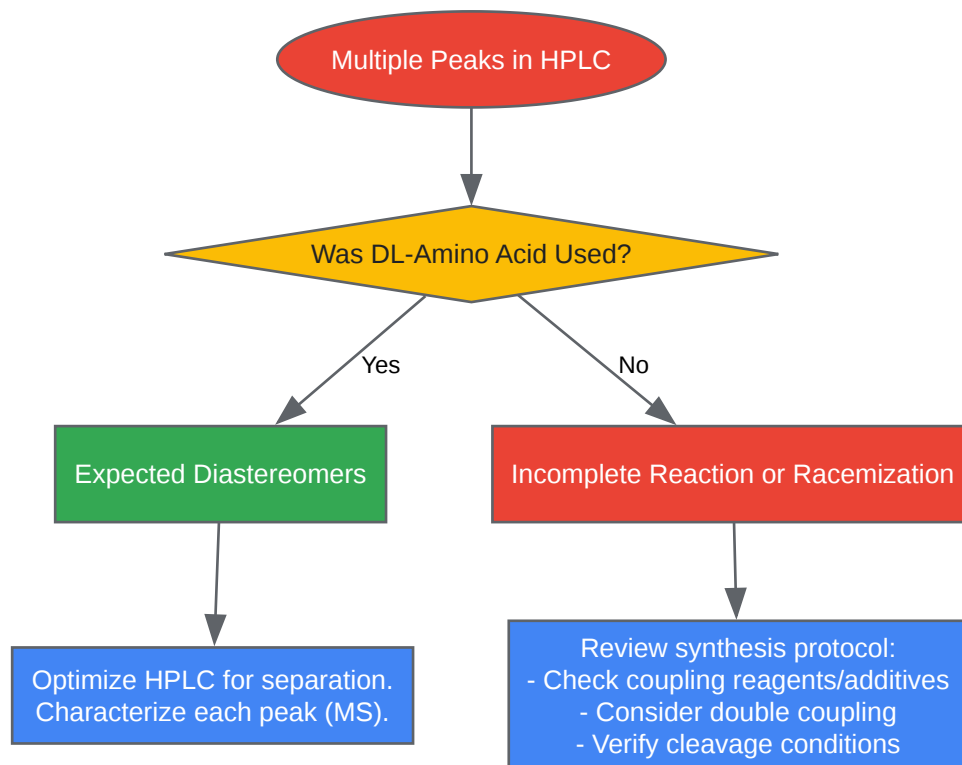 Multiple Peaks in HPLC
Was DL-Amino Acid Used?
Yes
No
Expected Diastereomers
Incomplete Reaction or Racemization
Optimize HPLC for separation.
Characterize each peak (MS).
Review synthesis protocol:
- Check coupling reagents/additives
- Consider double coupling
- Verify cleavage conditions